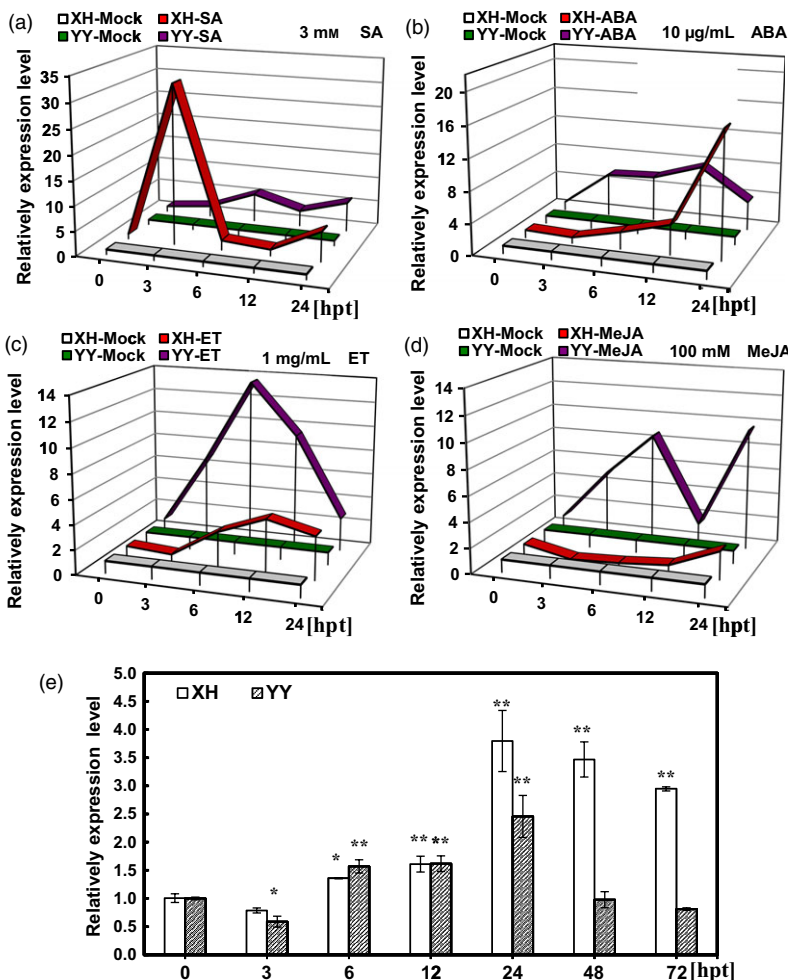 (a)
XH-Mock XH-SA
YY-Mock YY-SA
3 mM SA
Relatively expression level
35
30
25
20
15
10
5
0
0 3 6 12 24 [hpt]
(b)
XH-Mock XH-ABA
YY-Mock YY-ABA
10 µg/mL ABA
Relatively expression level
20
16
12
8
4
0
0 3 6 12 24 [hpt]
(c)
XH-Mock XH-ET
YY-Mock YY-ET
1 mg/mL ET
Relatively expression level
14
12
10
8
6
4
2
0
0 3 6 12 24 [hpt]
(d)
XH-Mock XH-MeJA
YY-Mock YY-MeJA
100 mM MeJA
Relatively expression level
14
12
10
8
6
4
2
0
0 3 6 12 24 [hpt]
(e)
XH YY
Relatively expression level
5.0
4.5
4.0
3.5
3.0
2.5
2.0
1.5
1.0
0.5
0.0
* * ** ** ** ** ** ** **
0 3 6 12 24 48 72 [hpt]